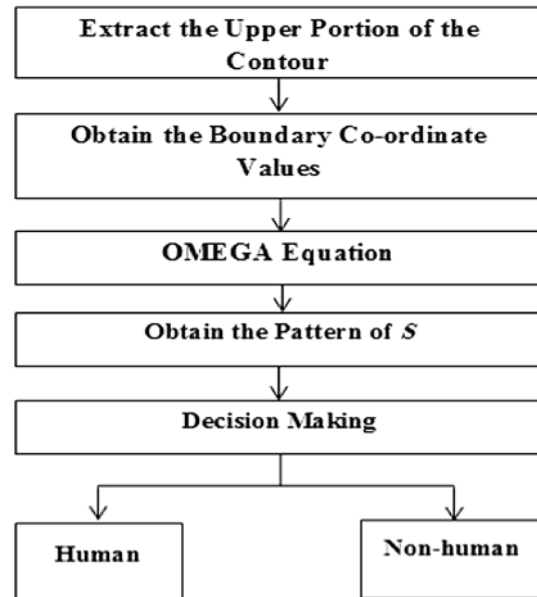 Extract the Upper Portion of the
Contour
Obtain the Boundary Co-ordinate
Values
OMEGA Equation
Obtain the Pattern of S
Decision Making
Human
Non-human